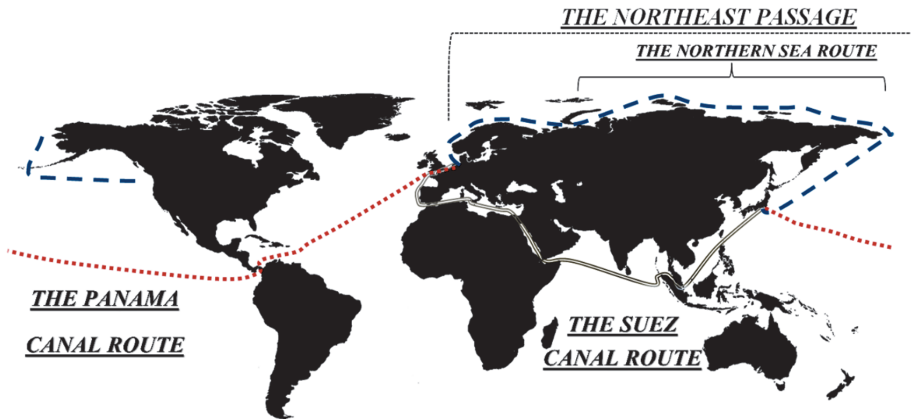 THE NORTHEAST PASSAGE
THE NORTHERN SEA ROUTE
THE PANAMA
CANAL ROUTE
THE SUEZ
CANAL ROUTE